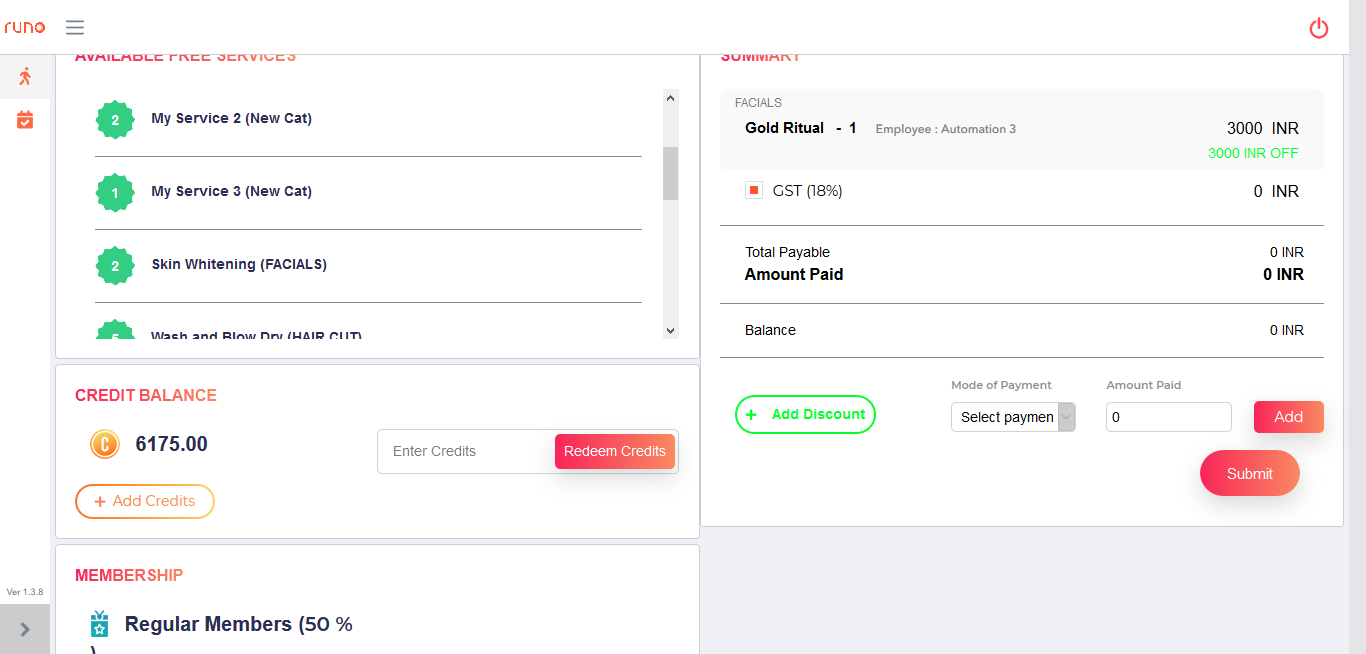 runo
AVAILABLE FREE SERVICES
2 My Service 2 (New Cat)
1 My Service 3 (New Cat)
2 Skin Whitening (FACIALS)
5 Wash and Blow Dry (HAIR CUT)
CREDIT BALANCE
C 6175.00
Enter Credits Redeem Credits
+ Add Credits
MEMBERSHIP
Regular Members (50 %
)
SUMMARY
FACIALS
Gold Ritual - 1 Employee : Automation 3 3000 INR
3000 INR OFF
GST (18%) 0 INR
Total Payable 0 INR
Amount Paid 0 INR
Balance 0 INR
Mode of Payment Amount Paid
+ Add Discount Select paymen 0 Add
Submit
Ver 1.3.8